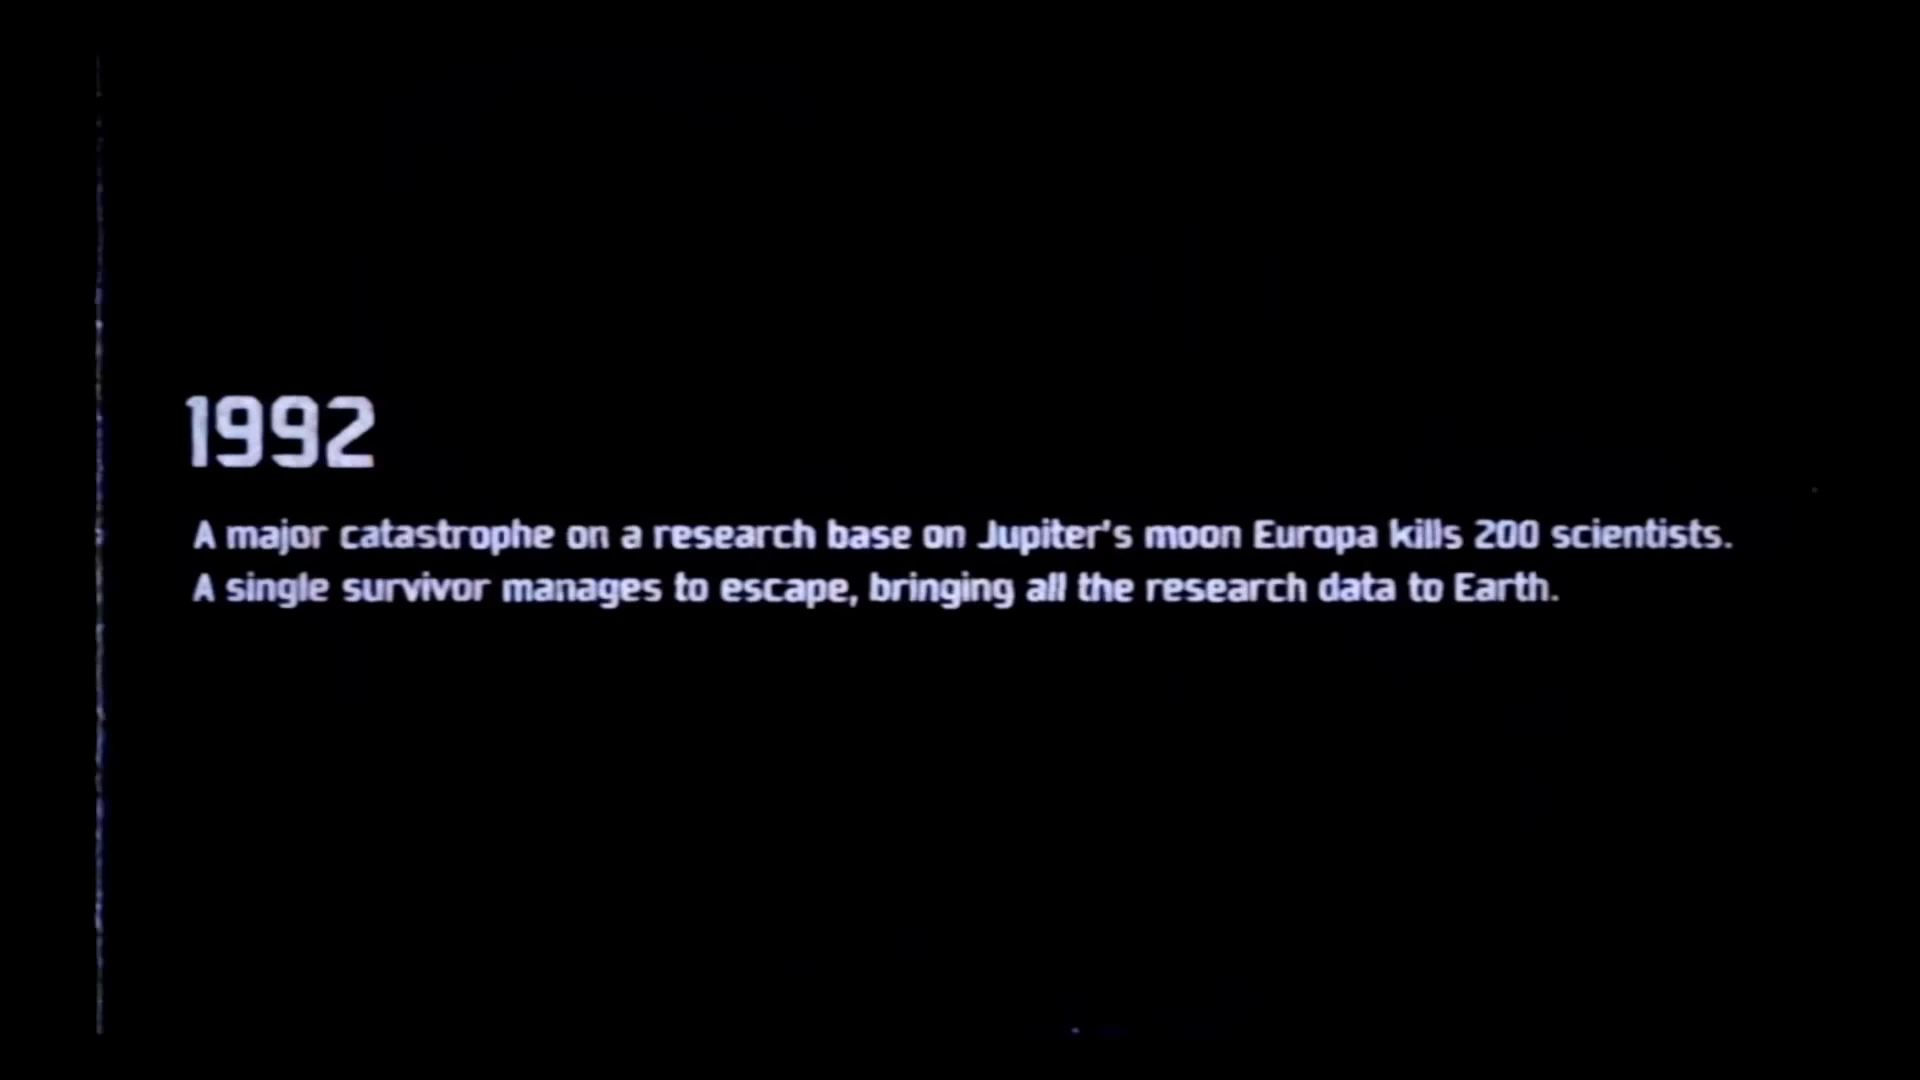 1992
A major catastrophe on a research base on Jupiter's moon Europa kills 200 scientists.
A single survivor manages to escape, bringing all the research data to Earth.